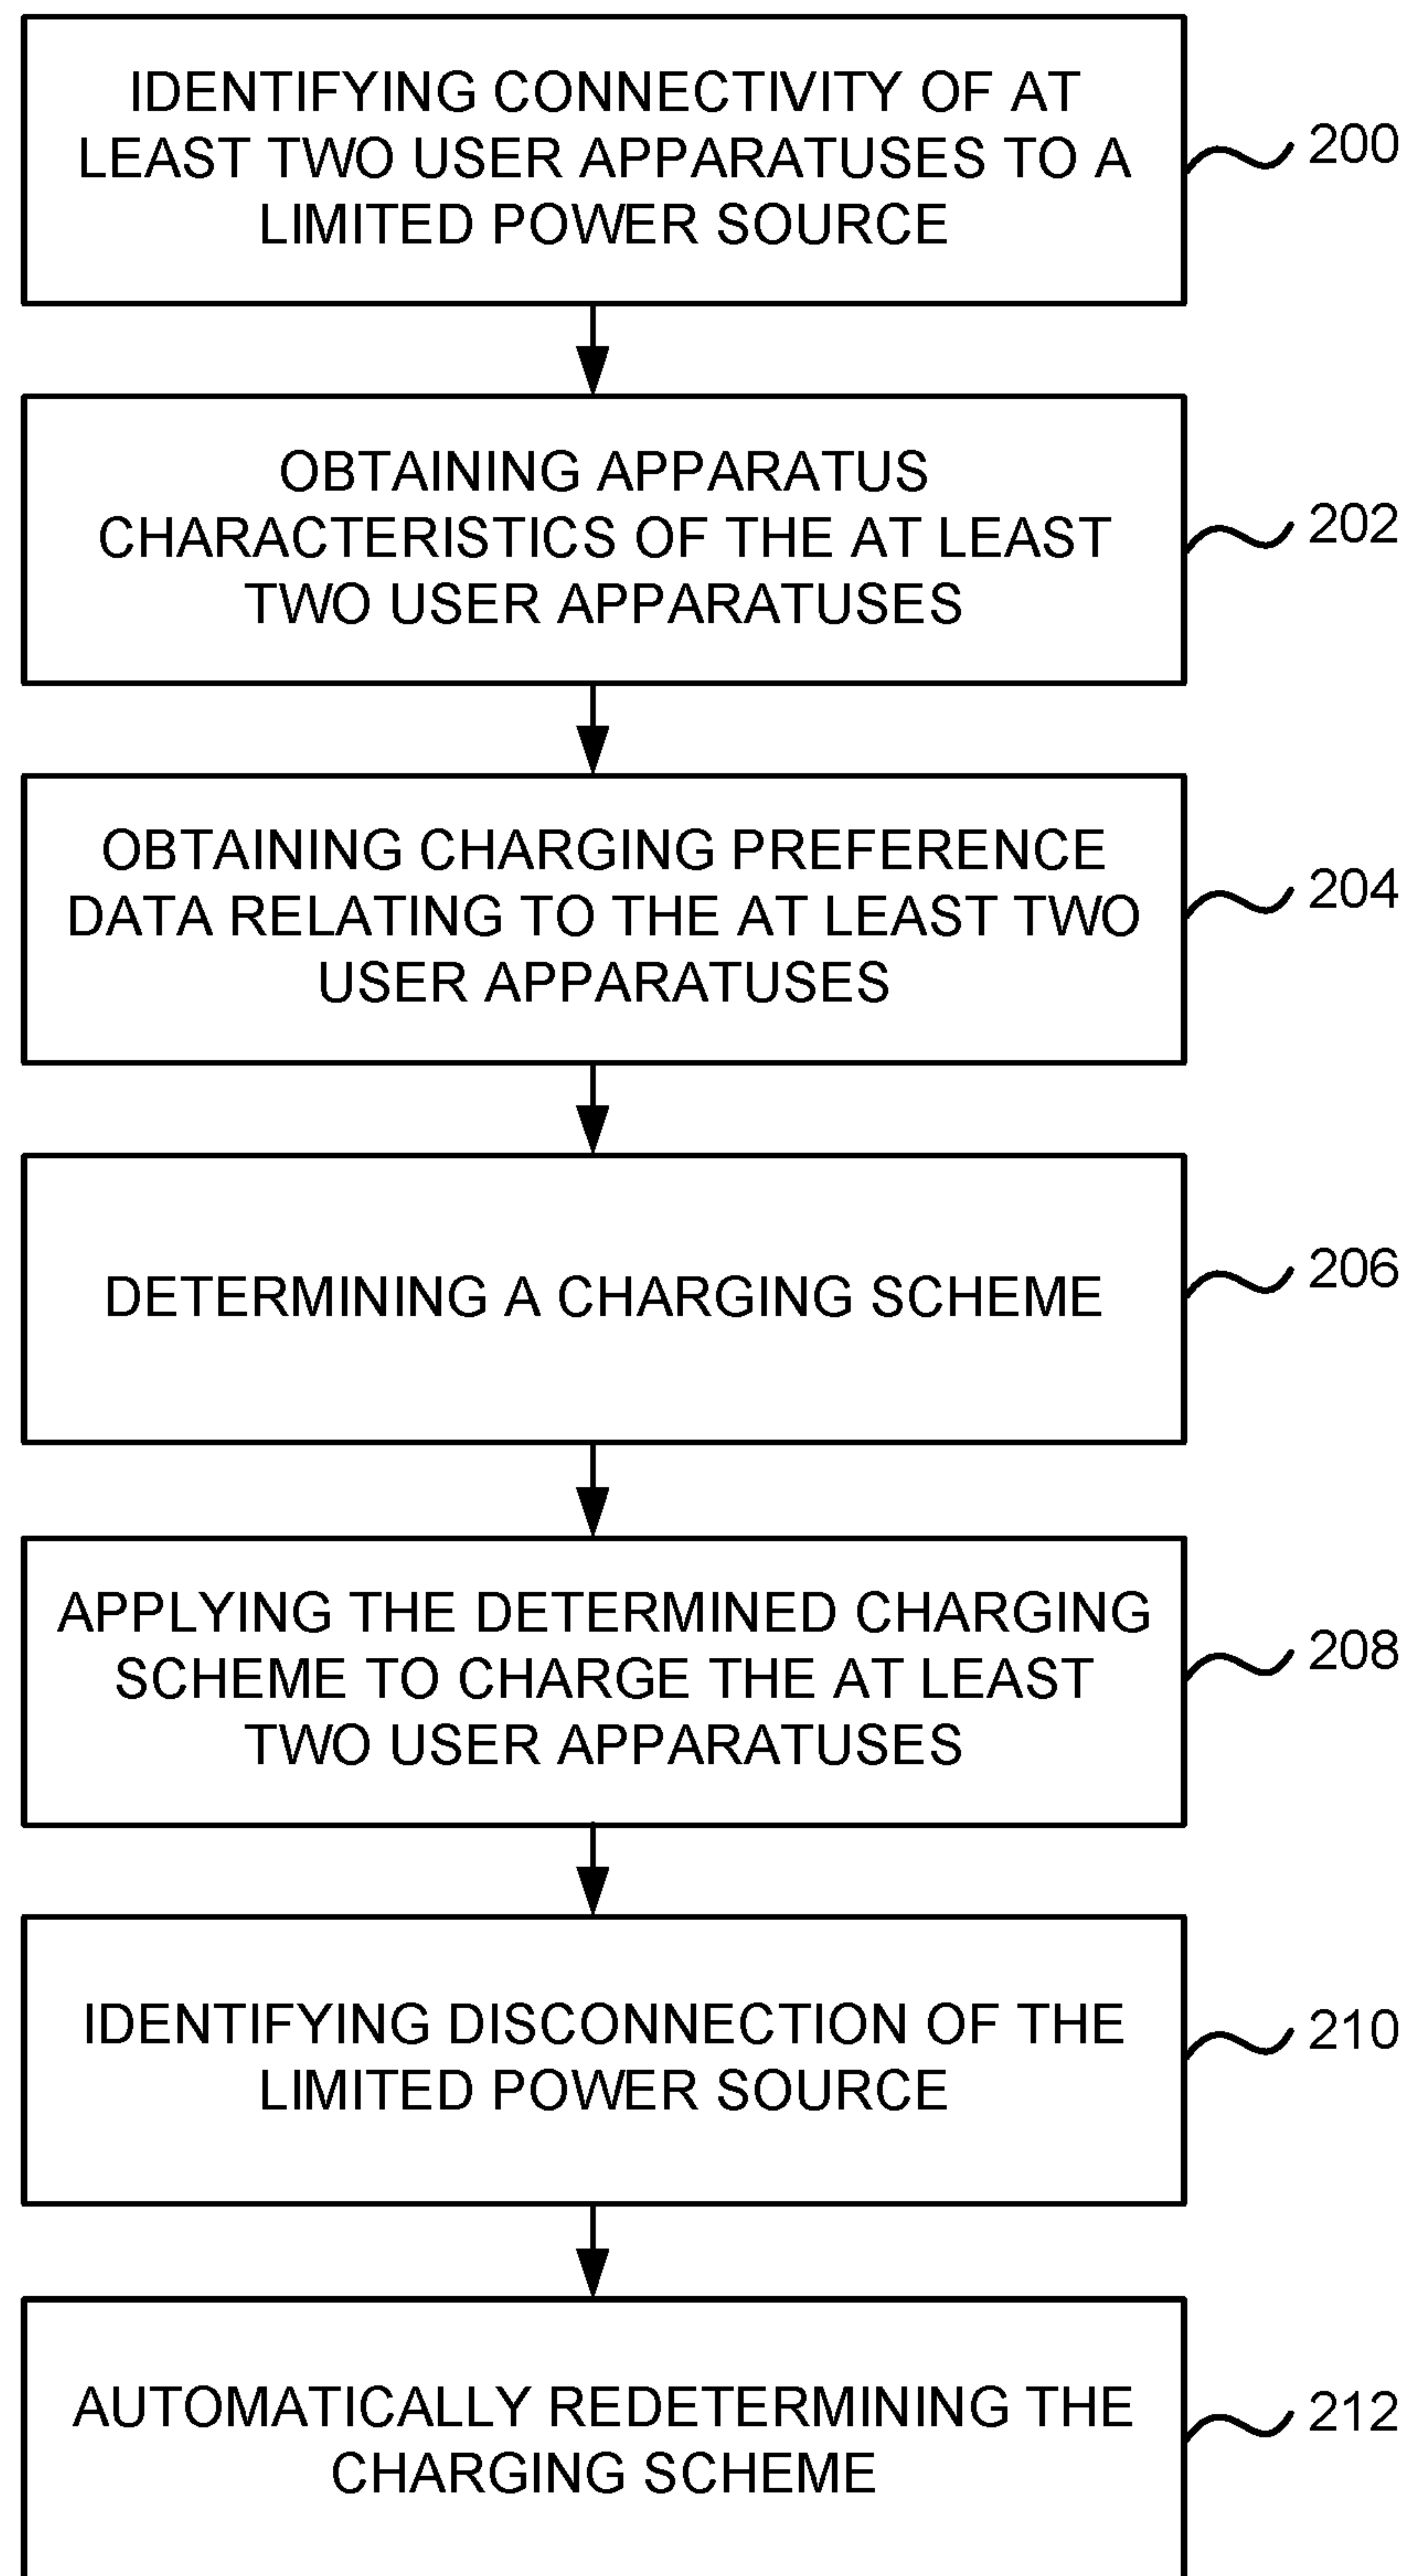 IDENTIFYING CONNECTIVITY OF AT
LEAST TWO USER APPARATUSES TO A
LIMITED POWER SOURCE
200
OBTAINING APPARATUS
CHARACTERISTICS OF THE AT LEAST
TWO USER APPARATUSES
202
OBTAINING CHARGING PREFERENCE
DATA RELATING TO THE AT LEAST TWO
USER APPARATUSES
204
DETERMINING A CHARGING SCHEME
206
APPLYING THE DETERMINED CHARGING
SCHEME TO CHARGE THE AT LEAST
TWO USER APPARATUSES
208
IDENTIFYING DISCONNECTION OF THE
LIMITED POWER SOURCE
210
AUTOMATICALLY REDETERMINING THE
CHARGING SCHEME
212